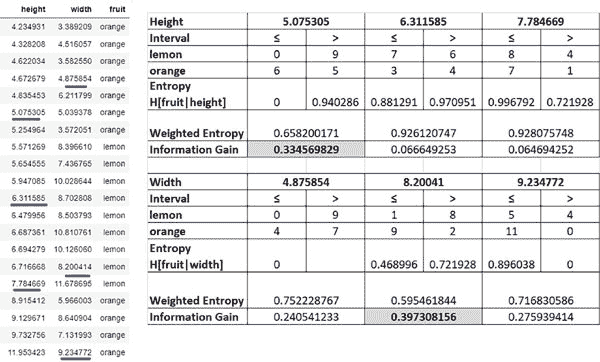 height width fruit
4.234931 3.389209 orange
4.328208 4.516057 orange
4.622034 3.582550 orange
4.672679 4.875854 orange
4.835453 6.211799 orange
5.075305 5.039378 orange
5.254964 3.572051 orange
5.571269 8.396610 lemon
5.654555 7.436765 lemon
5.947085 10.028644 lemon
6.311585 8.702808 lemon
6.479956 8.503793 lemon
6.687361 10.810761 lemon
6.694279 10.126060 lemon
6.716668 8.200414 lemon
7.784669 11.678695 lemon
8.915412 5.966003 orange
9.129671 8.640904 orange
9.732756 7.131993 orange
11.953423 9.234772 orange
Height 5.075305 6.311585 7.784669
Interval ≤ > ≤ > ≤ >
lemon 0 9 7 6 8 4
orange 6 5 3 4 7 1
Entropy
H[fruit|height] 0 0.940286 0.881291 0.970951 0.996792 0.721928
Weighted Entropy 0.658200171 0.926120747 0.928075748
Information Gain 0.334569829 0.066649253 0.064694252
Width 4.875854 8.20041 9.234772
Interval ≤ > ≤ > ≤ >
lemon 0 9 1 8 5 4
orange 4 7 9 2 11 0
Entropy
H[fruit|width] 0 0.468996 0.721928 0.896038 0
Weighted Entropy 0.752228767 0.595461844 0.716830586
Information Gain 0.240541233 0.397308156 0.275939414